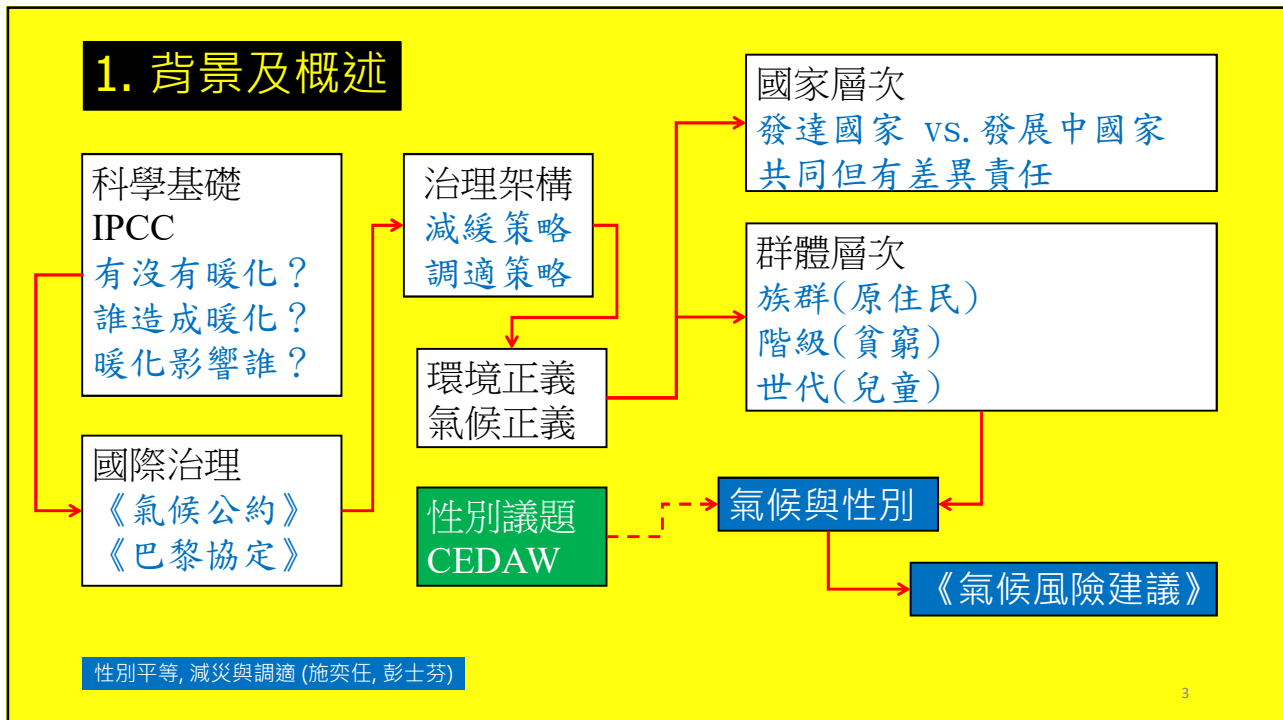 1. 背景及概述
科學基礎
IPCC
有沒有暖化？
誰造成暖化？
暖化影響誰？
國際治理
《氣候公約》
《巴黎協定》
治理架構
減緩策略
調適策略
環境正義
氣候正義
性別議題
CEDAW
國家層次
發達國家 vs.發展中國家
共同但有差異責任
群體層次
族群(原住民)
階級(貧窮)
世代(兒童)
氣候與性別
《氣候風險建議》
性別平等, 減災與調適 (施奕任, 彭士芬)
3